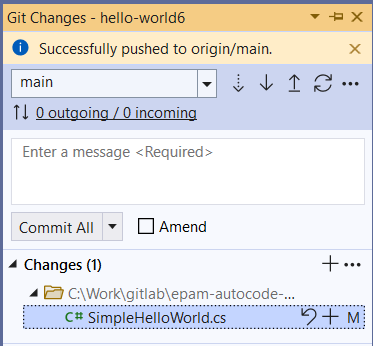 Git Changes - hello-world6
Successfully pushed to origin/main.
main
0 outgoing / 0 incoming
Enter a message <Required>
Commit All
Amend
Changes (1)
C:\Work\gitlab\epam-autocode-...
C# SimpleHelloWorld.cs M